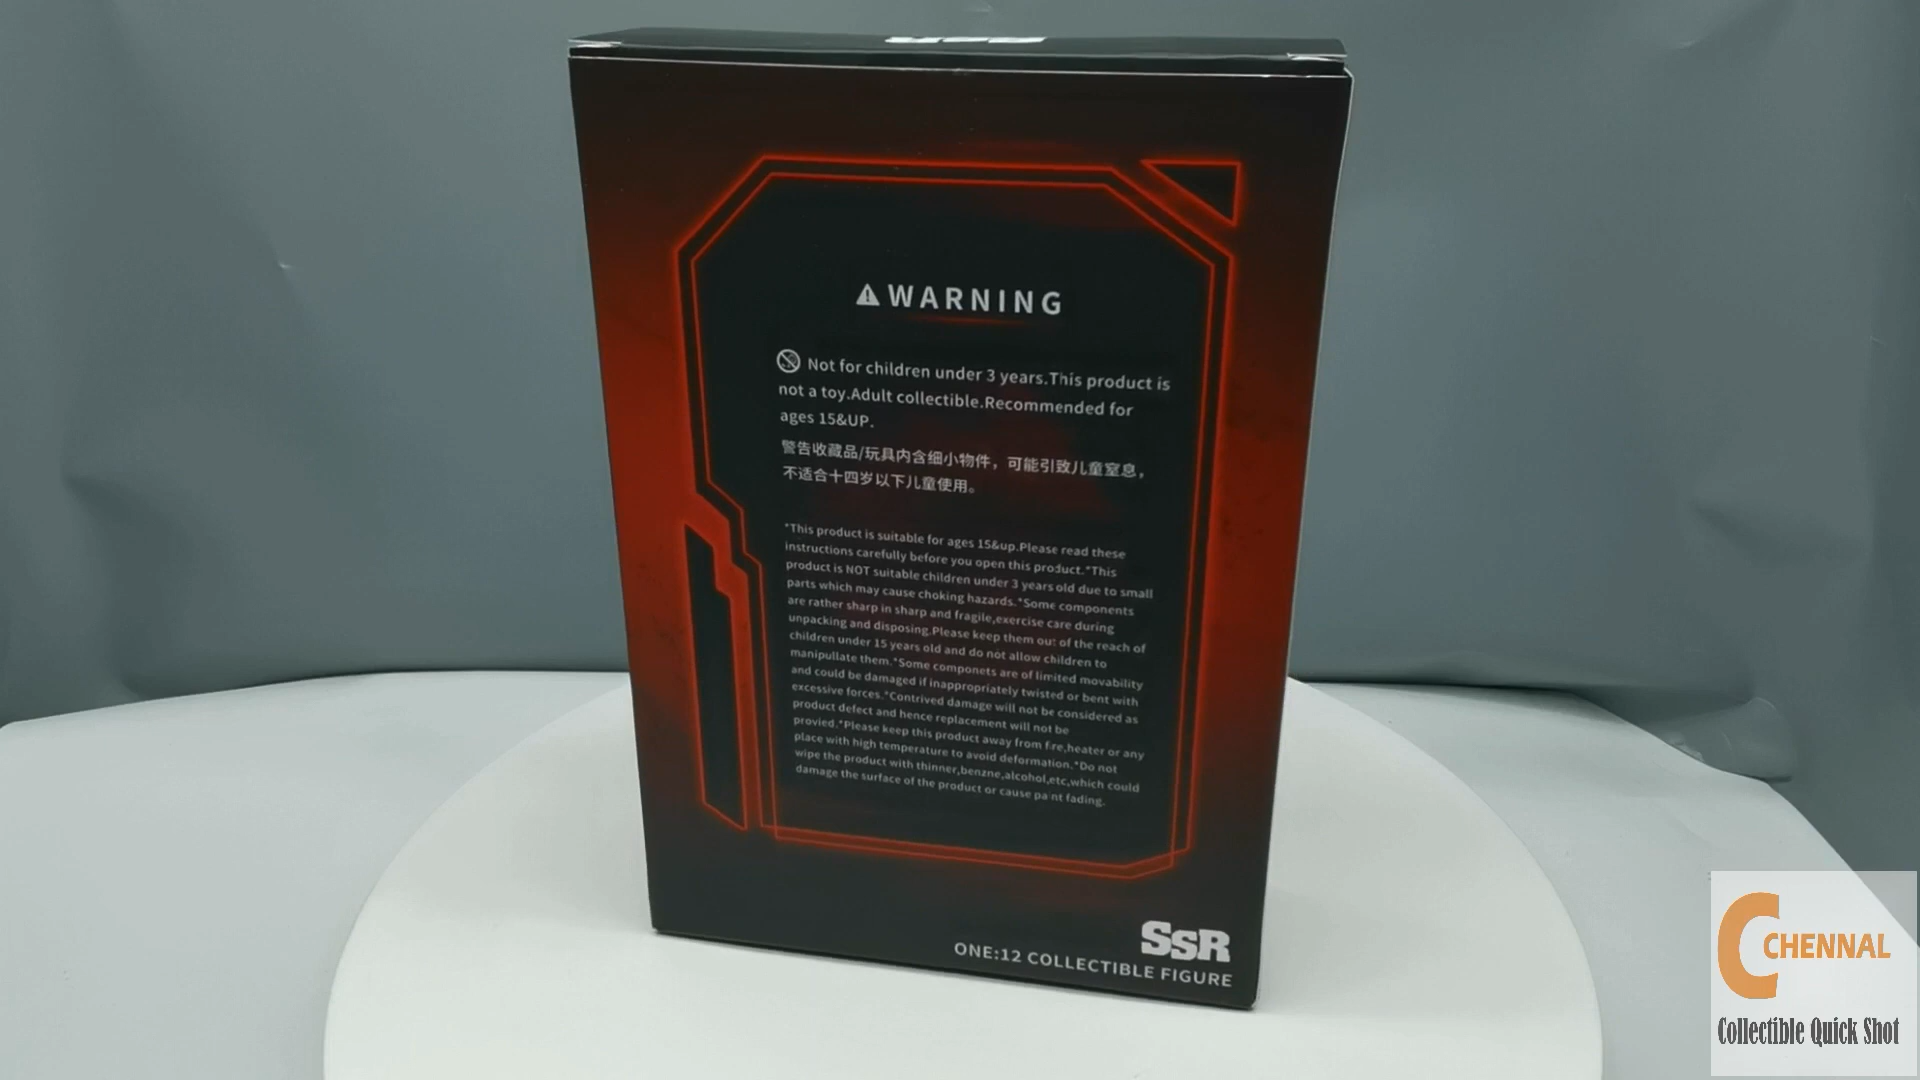 WARNING
Not for children under 3 years.This product is
not a toy.Adult collectible.Recommended for
ages 15&UP.
警告收藏品/玩具内含细小物件，可能引致儿童窒息，
不适合十四岁以下儿童使用。
*This product is suitable for ages 15&up.Please read these
instructions carefully before you open this product.*This
product is NOT suitable children under 3 years old due to small
parts which may cause choking hazards.*Some components
are rather sharp in sharp and fragile,exercise care during
unpacking and disposing.Please keep them out of the reach of
children under 15 years old and do not allow children to
manipullate them.*Some componets are of limited movability
and could be damaged if inappropriately twisted or bent with
excessive forces.*Contrived damage will not be considered as
product defect and hence replacement will not be
provied.*Please keep this product away from fire,heater or any
place with high temperature to avoid deformation.*Do not
wipe the product with thinner,benzne,alcohol,etc,which could
damage the surface of the product or cause paint fading.
SSR
ONE:12 COLLECTIBLE FIGURE
C CHENNAL
Collectible Quick Shot